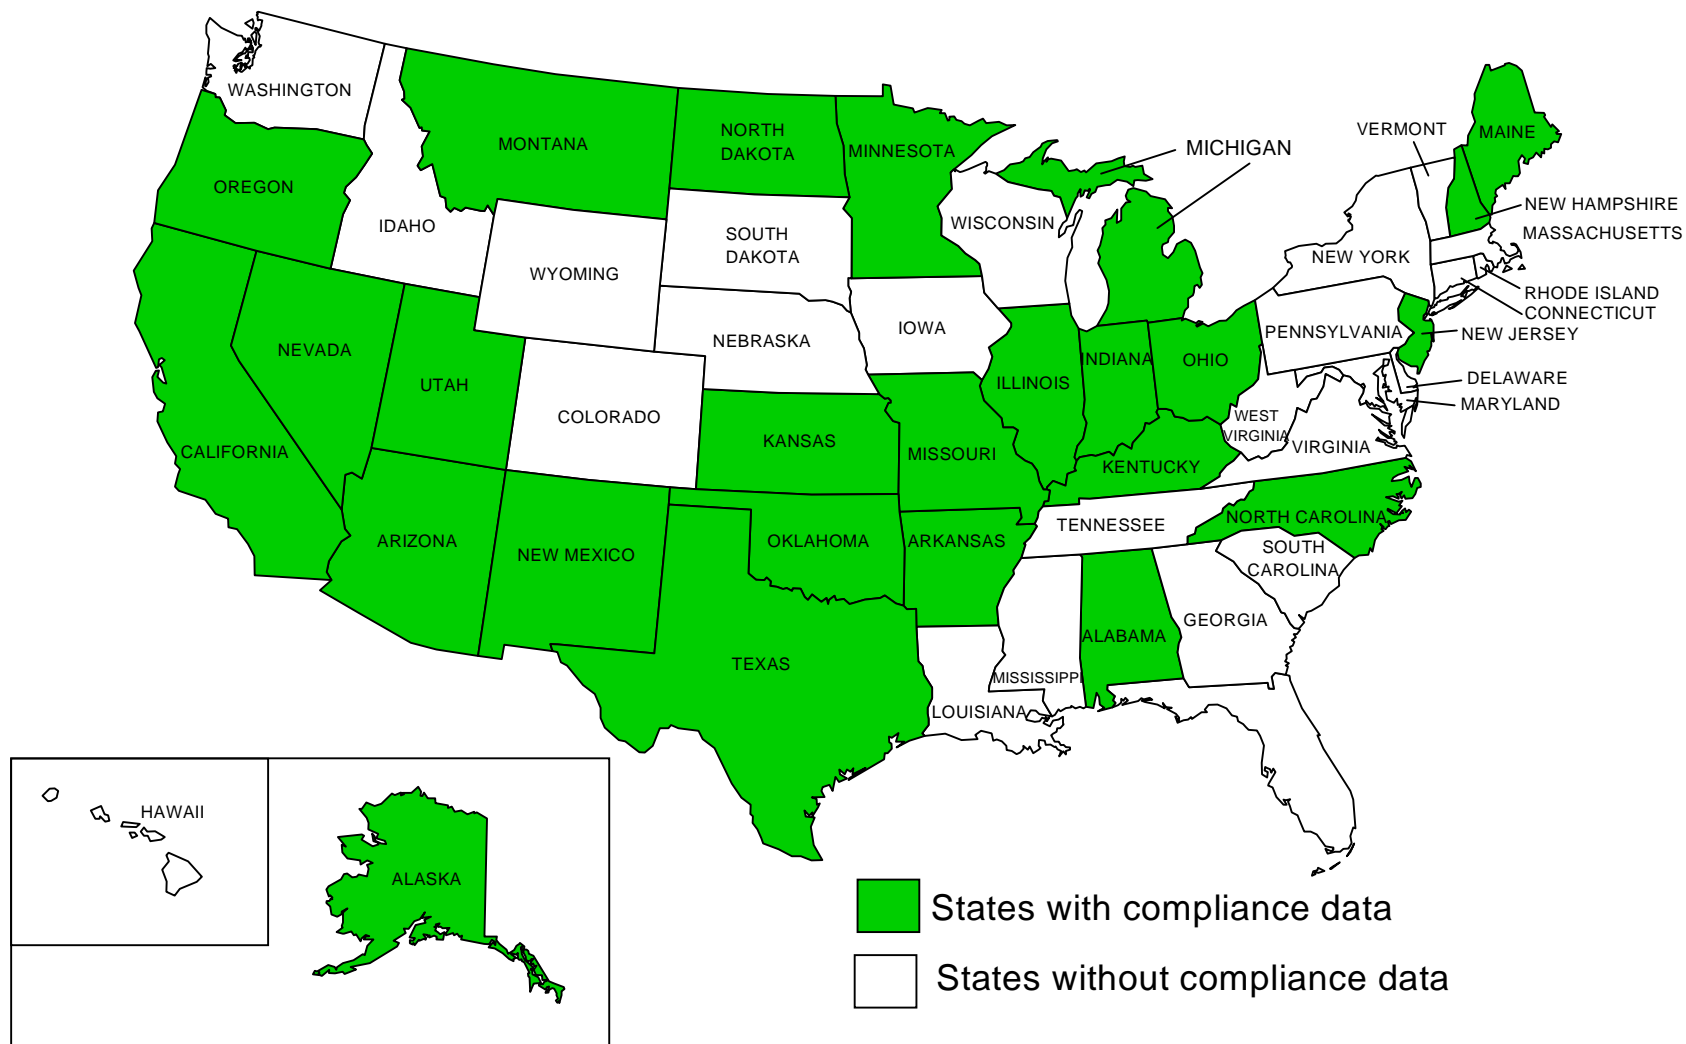 WASHINGTON
VERMONT
MAINE
MONTANA
NORTH
DAKOTA
MINNESOTA
MICHIGAN
OREGON
NEW HAMPSHIRE
IDAHO
WISCONSIN
SOUTH
DAKOTA
MASSACHUSETTS
NEW YORK
WYOMING
RHODE ISLAND
CONNECTICUT
IOWA
PENNSYLVANIA
NEW JERSEY
NEBRASKA
NEVADA
INDIANA
OHIO
UTAH
ILLINOIS
DELAWARE
MARYLAND
COLORADO
WEST
VIRGINIA
KANSAS
VIRGINIA
CALIFORNIA
MISSOURI
KENTUCKY
NORTH CAROLINA
TENNESSEE
ARIZONA
NEW MEXICO
OKLAHOMA
ARKANSAS
SOUTH
CAROLINA
GEORGIA
ALABAMA
TEXAS
MISSISSIPPI
LOUISIANA
HAWAII
ALASKA
States with compliance data
States without compliance data